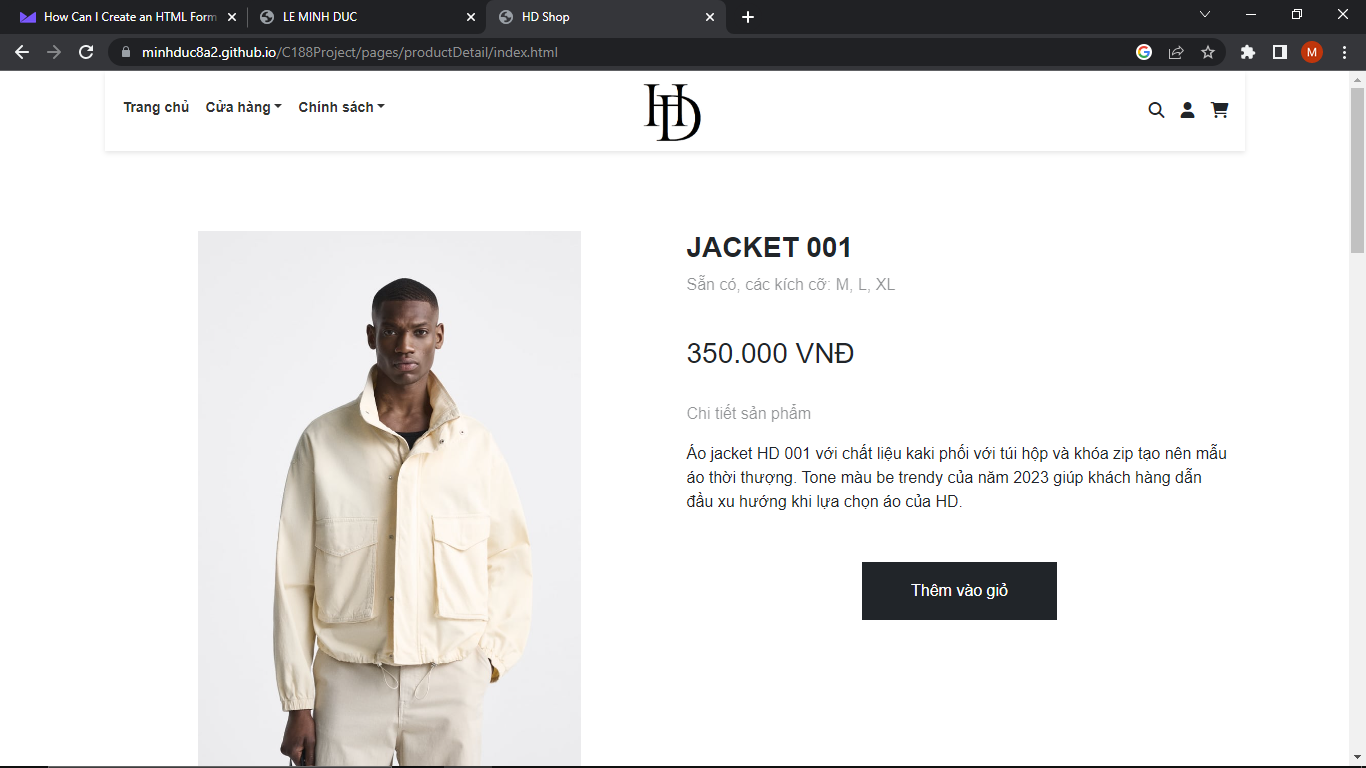 How Can I Create an HTML Form
LE MINH DUC
HD Shop
minhduc8a2.github.io/C188Project/pages/productDetail/index.html
M
Trang chủ Cửa hàng Chính sách
HD
JACKET 001
Sẵn có, các kích cỡ: M, L, XL
350.000 VNĐ
Chi tiết sản phẩm
Áo jacket HD 001 với chất liệu kaki phối với túi hộp và khóa zip tạo nên mẫu
áo thời thượng. Tone màu be trendy của năm 2023 giúp khách hàng dẫn
đầu xu hướng khi lựa chọn áo của HD.
Thêm vào giỏ